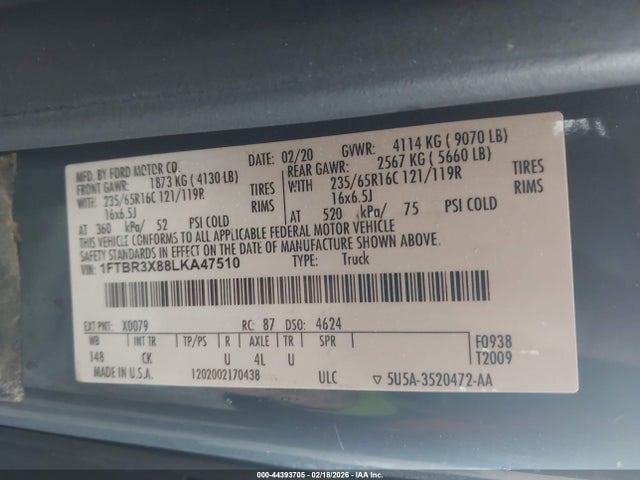 MFD. BY FORD MOTOR CO. DATE: 02/20 GVWR: 4114 KG ( 9070 LB)
FRONT GAWR: 1873 KG ( 4130 LB) REAR GAWR: 2567 KG ( 5660 LB)
WITH 235/65R16C 121/119R TIRES WITH 235/65R16C 121/119R TIRES
16x6.5J RIMS 16x6.5J RIMS
AT 360 kPa/ 52 PSI COLD AT 520 kPa/ 75 PSI COLD
THIS VEHICLE CONFORMS TO ALL APPLICABLE FEDERAL MOTOR VEHICLE
SAFETY STANDARDS IN EFFECT ON THE DATE OF MANUFACTURE SHOWN ABOVE.
VIN: 1FTBR3X88LKA47510 TYPE: Truck
EXT PNT: X0079 RC: 87 DSO: 4624
WB INT TR TP/PS R AXLE TR SPR F0938
148 CK U 4L U T2009
MADE IN U.S.A. 120200217043B ULC ▽ 5U5A-3520472-AA
000-44393705 - 02/18/2026 - IAAI.COM